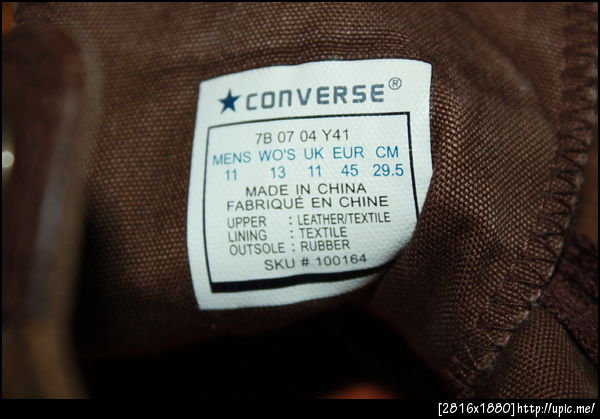 ★CONVERSE®
7B 07 04 Y41
MENS WO'S UK EUR CM
11 13 11 45 29.5
MADE IN CHINA
FABRIQUÉ EN CHINE
UPPER : LEATHER/TEXTILE
LINING : TEXTILE
OUTSOLE : RUBBER
SKU # 100164
[2816x1880]http://upic.me/